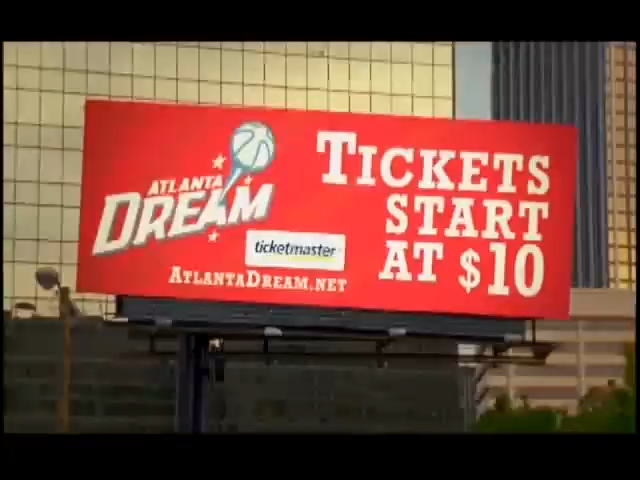 ATLANTA
DREAM
ticketmaster
ATLANTADREAM.NET
TICKETS
START
AT $10